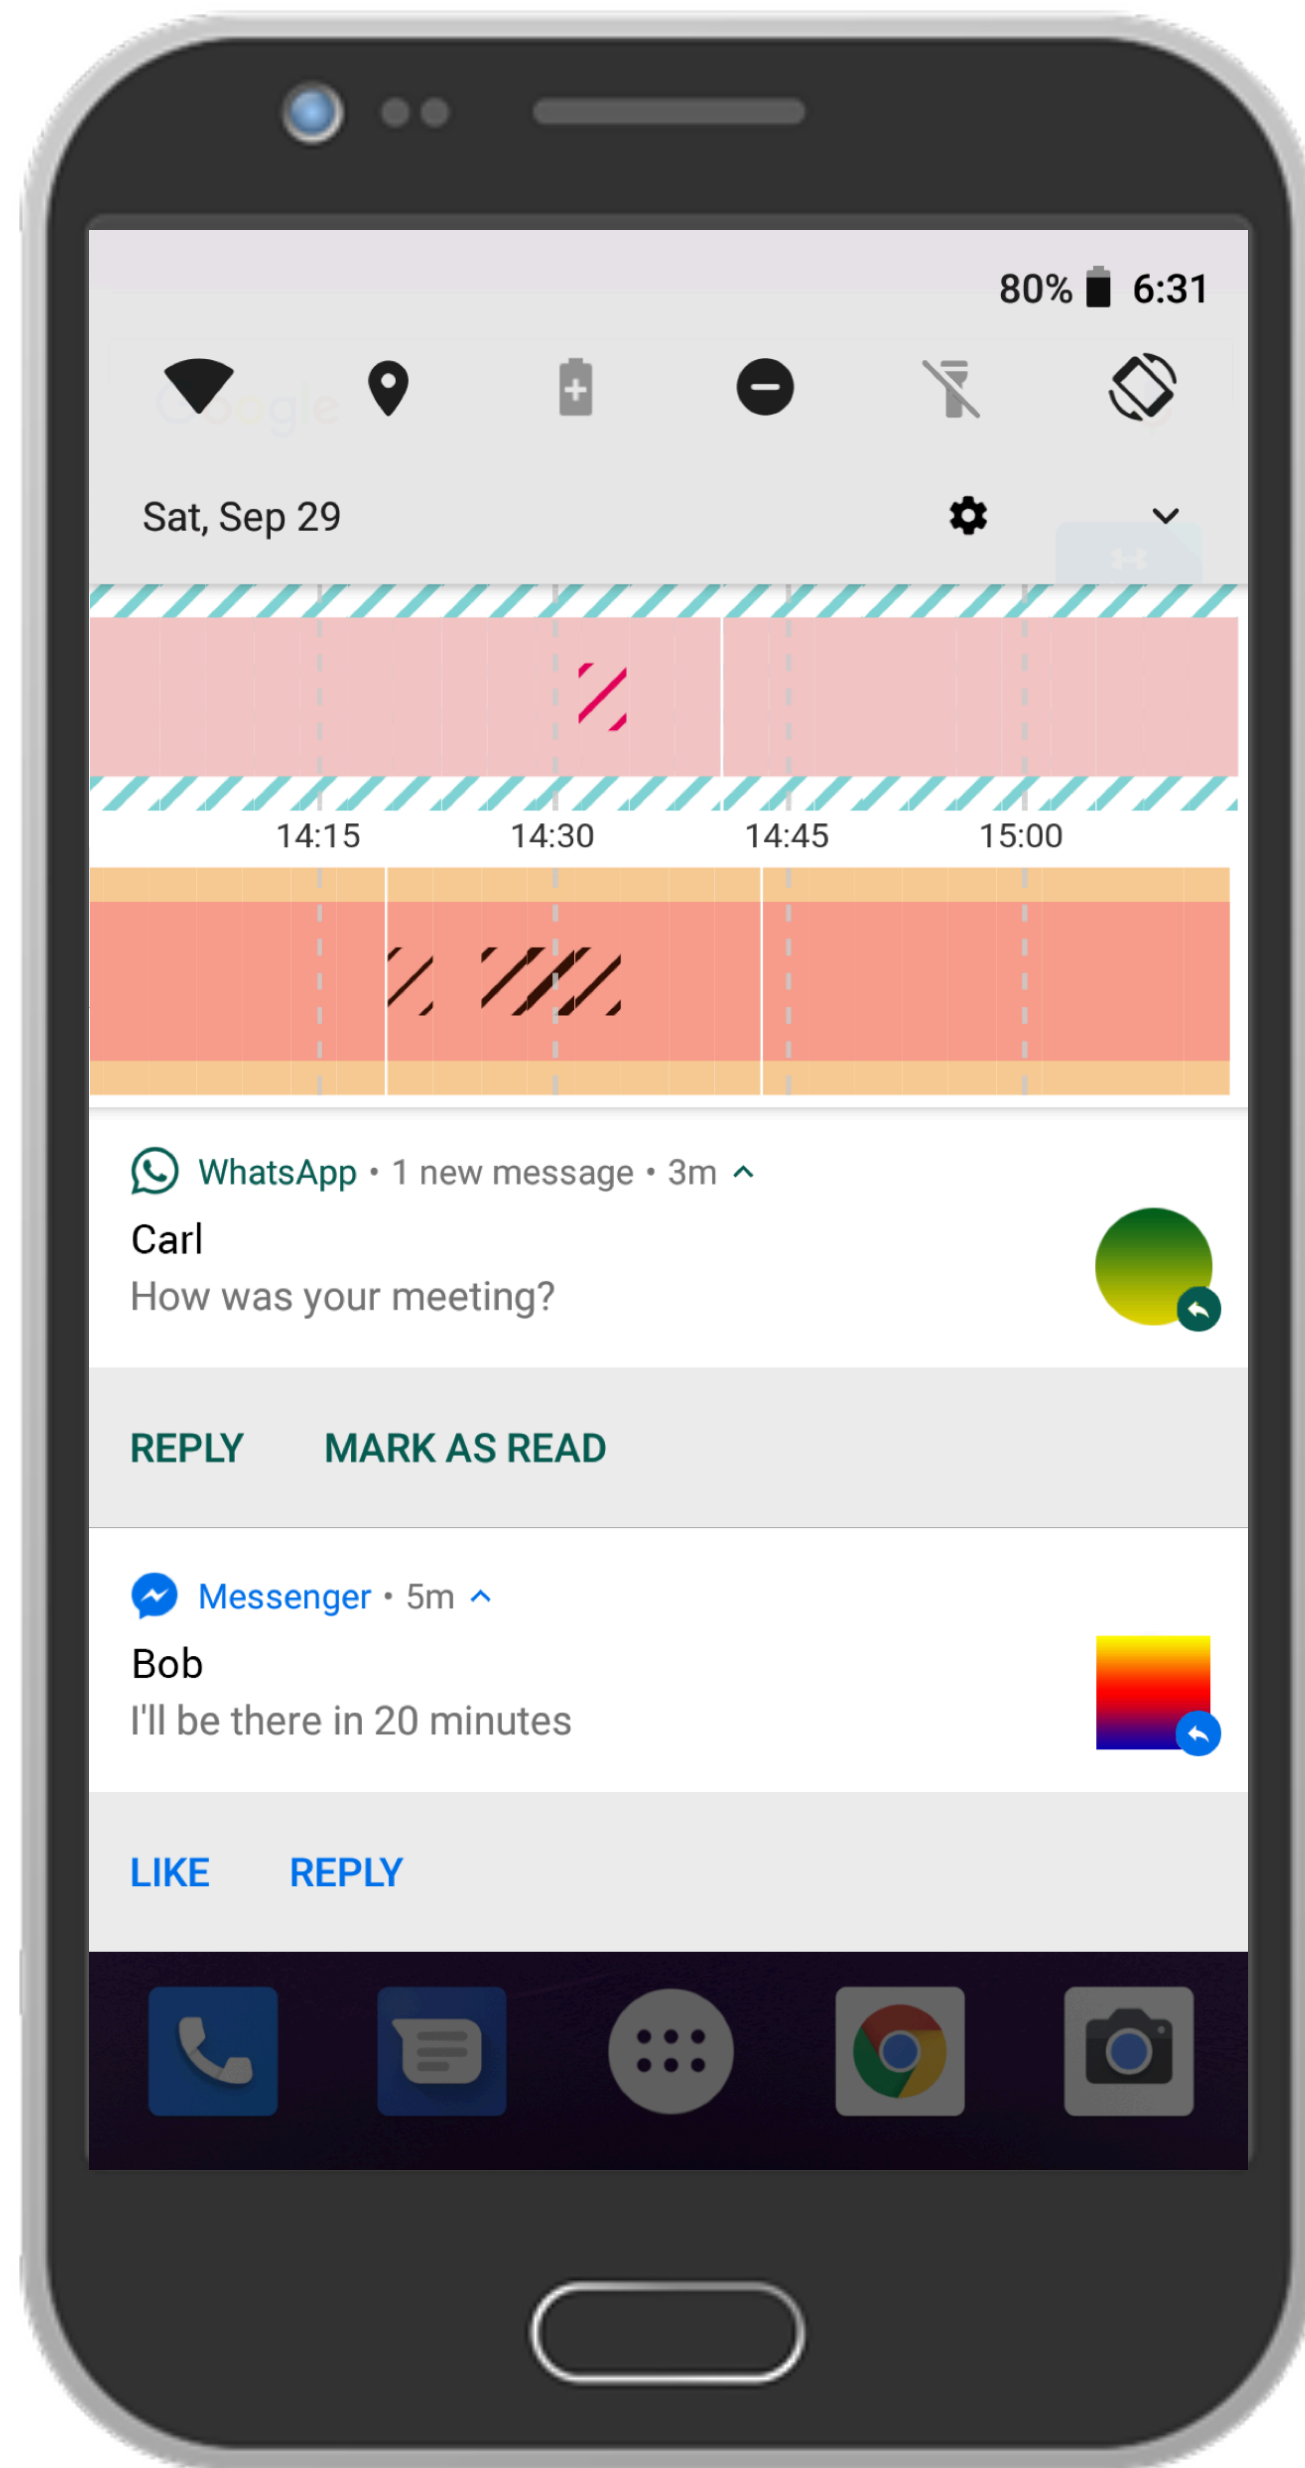 80% 6:31
Google
Sat, Sep 29
14:15 14:30 14:45 15:00
WhatsApp • 1 new message • 3m
Carl
How was your meeting?
REPLY MARK AS READ
Messenger • 5m
Bob
I'll be there in 20 minutes
LIKE REPLY